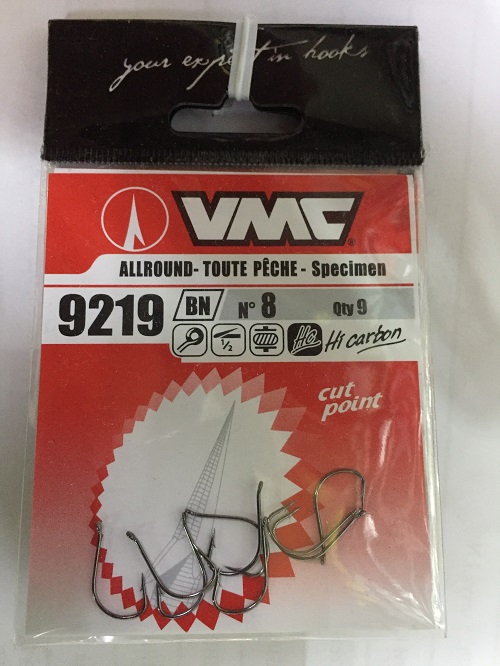 your expert in hooks
VMC®
ALLROUND- TOUTE PÊCHE - Specimen
9219 BN N° 8 Qty 9
1/2 HC Hi carbon
cut
point